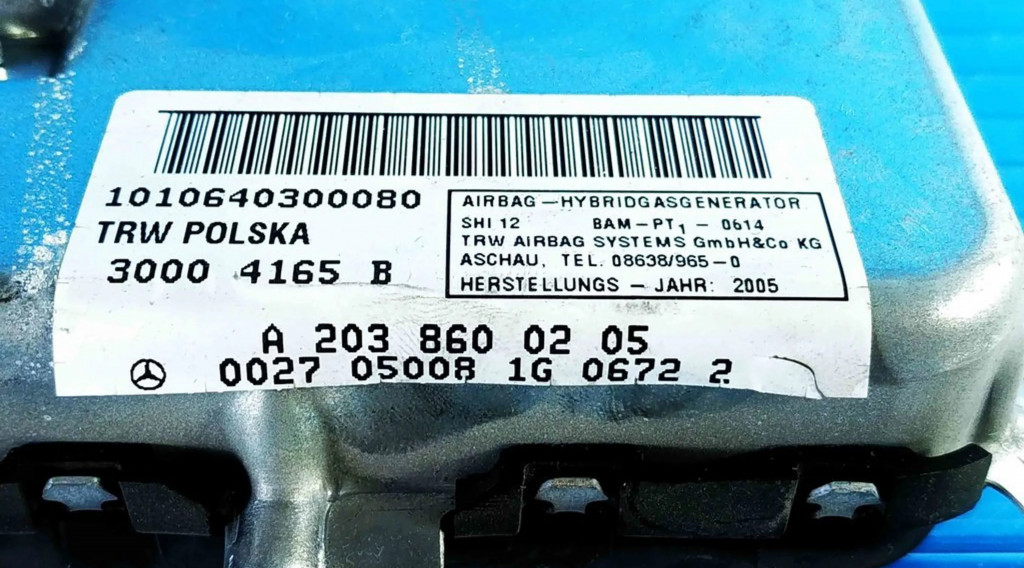 1010640300080
TRW POLSKA
3000 4165 B
AIRBAG-HYBRIDGASGENERATOR
SHI 12 BAM-PT₁-0614
TRW AIRBAG SYSTEMS GmbH&Co KG
ASCHAU, TEL. 08638/965-0
HERSTELLUNGS - JAHR: 2005
A 203 860 02 05
0027 05008 1G 0672 2